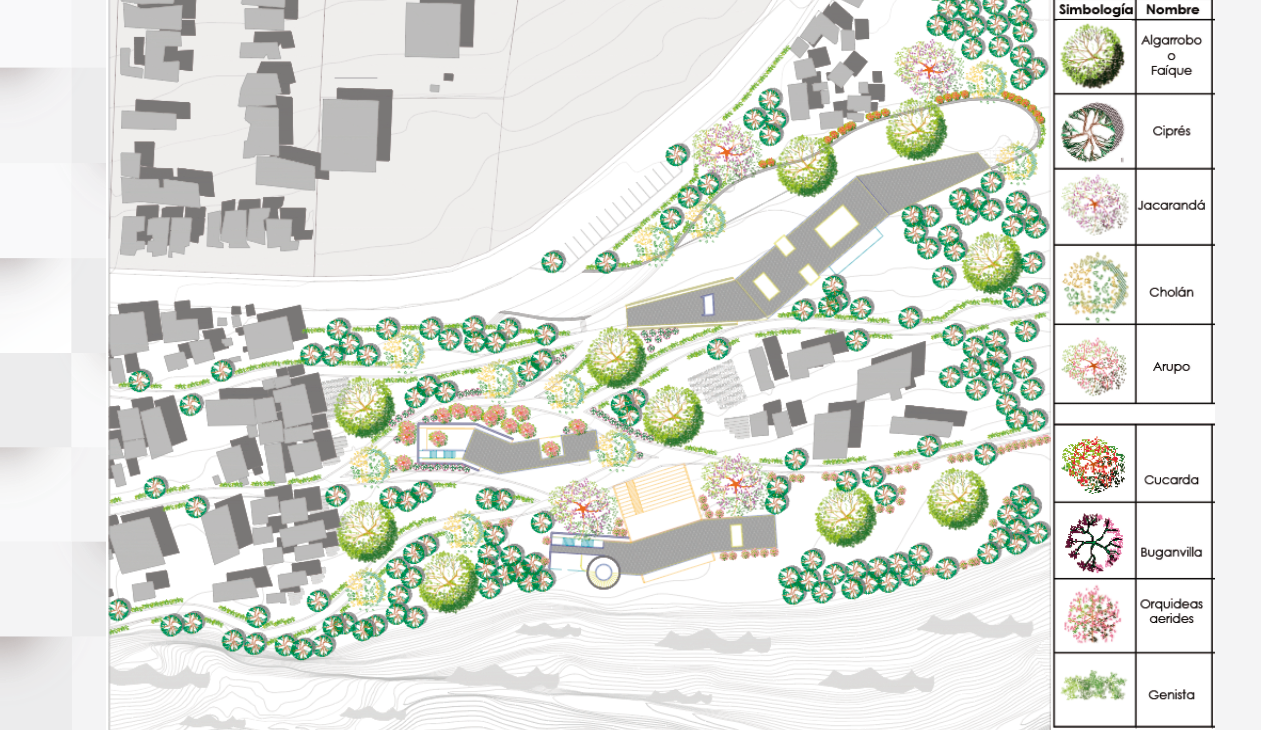 Simbología Nombre
Algarrobo
o
Faíque
Ciprés
Jacarandá
Cholán
Arupo
Cucarda
Buganvilla
Orquideas
aerides
Genista